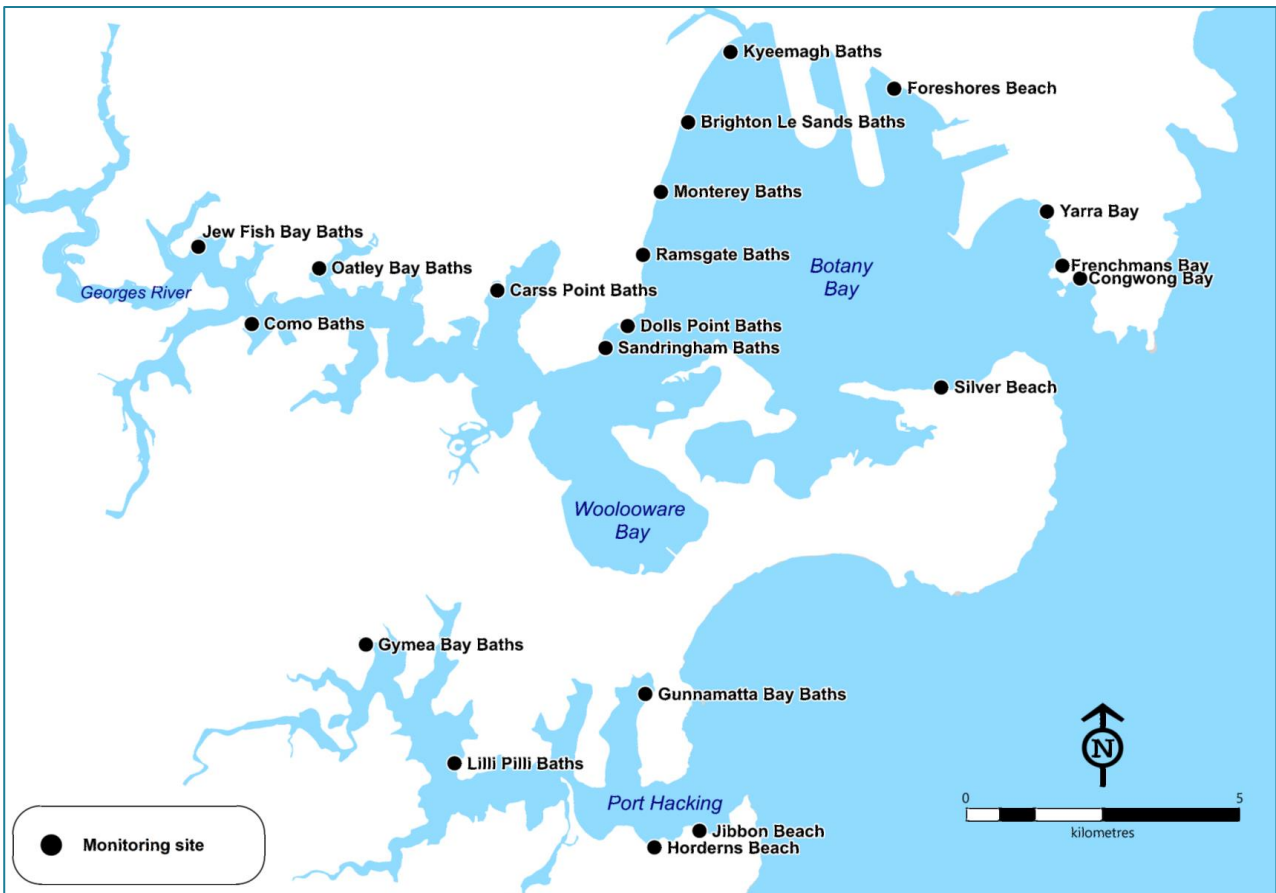 Kyeemagh Baths
Foreshores Beach
Brighton Le Sands Baths
Monterey Baths
Yarra Bay
Jew Fish Bay Baths
Ramsgate Baths
Botany
Bay
Oatley Bay Baths
Frenchmans Bay
Congwong Bay
Georges River
Carss Point Baths
Como Baths
Dolls Point Baths
Sandringham Baths
Silver Beach
Woolooware
Bay
Gymea Bay Baths
Gunnamatta Bay Baths
Lilli Pilli Baths
N
Port Hacking
0 5
kilometres
Jibbon Beach
Horderns Beach
Monitoring site